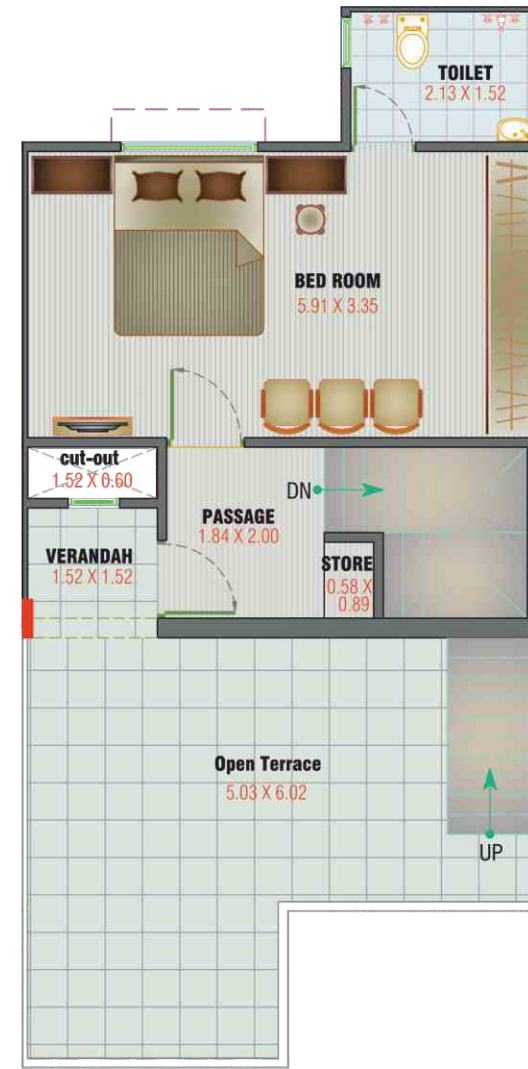 TOILET
2.13 X 1.52
BED ROOM
5.91 X 3.35
cut-out
1.52 X 0.60
DN
PASSAGE
1.84 X 2.00
VERANDAH
1.52 X 1.52
STORE
0.58 X
0.89
Open Terrace
5.03 X 6.02
UP